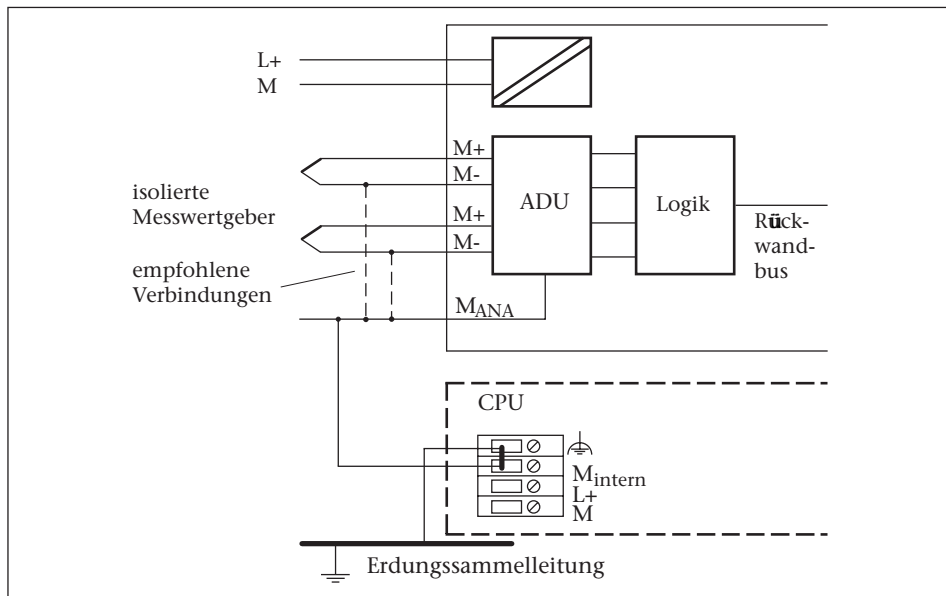 L+
M
M+
M-
M+
M-
isolierte
Messwertgeber
empfohlene
Verbindungen
ADU
Logik
Rück-
wand-
bus
MANA
CPU
Mintern
L+
M
Erdungssammelleitung